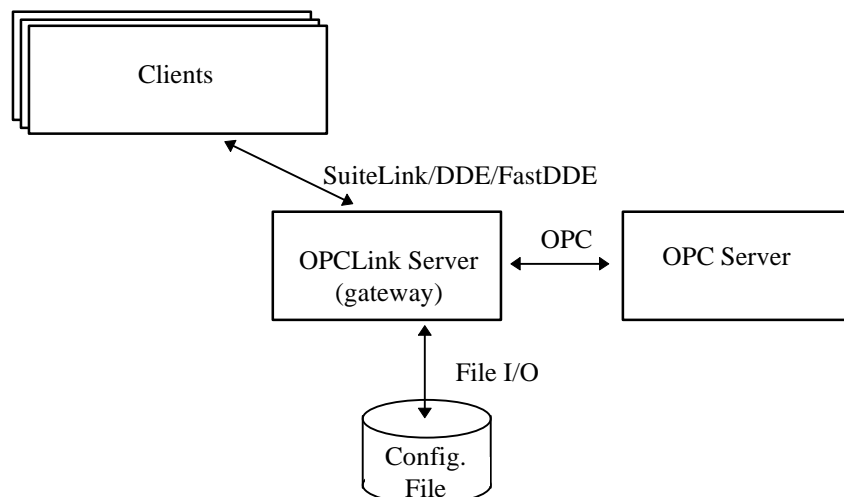 Clients
SuiteLink/DDE/FastDDE
OPCLink Server
(gateway)
OPC
OPC Server
File I/O
Config.
File